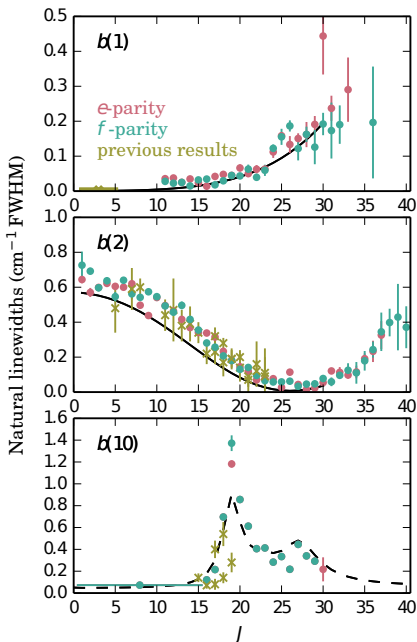 Natural linewidths (cm⁻¹ FWHM)
0.5
b(1)
0.4
e-parity
0.3
f-parity
0.2
previous results
0.1
0.0
0 5 10 15 20 25 30 35 40
1.0
b(2)
0.8
0.6
0.4
0.2
0.0
0 5 10 15 20 25 30 35 40
1.6
b(10)
1.4
1.2
1.0
0.8
0.6
0.4
0.2
0.0
0 5 10 15 20 25 30 35 40
J